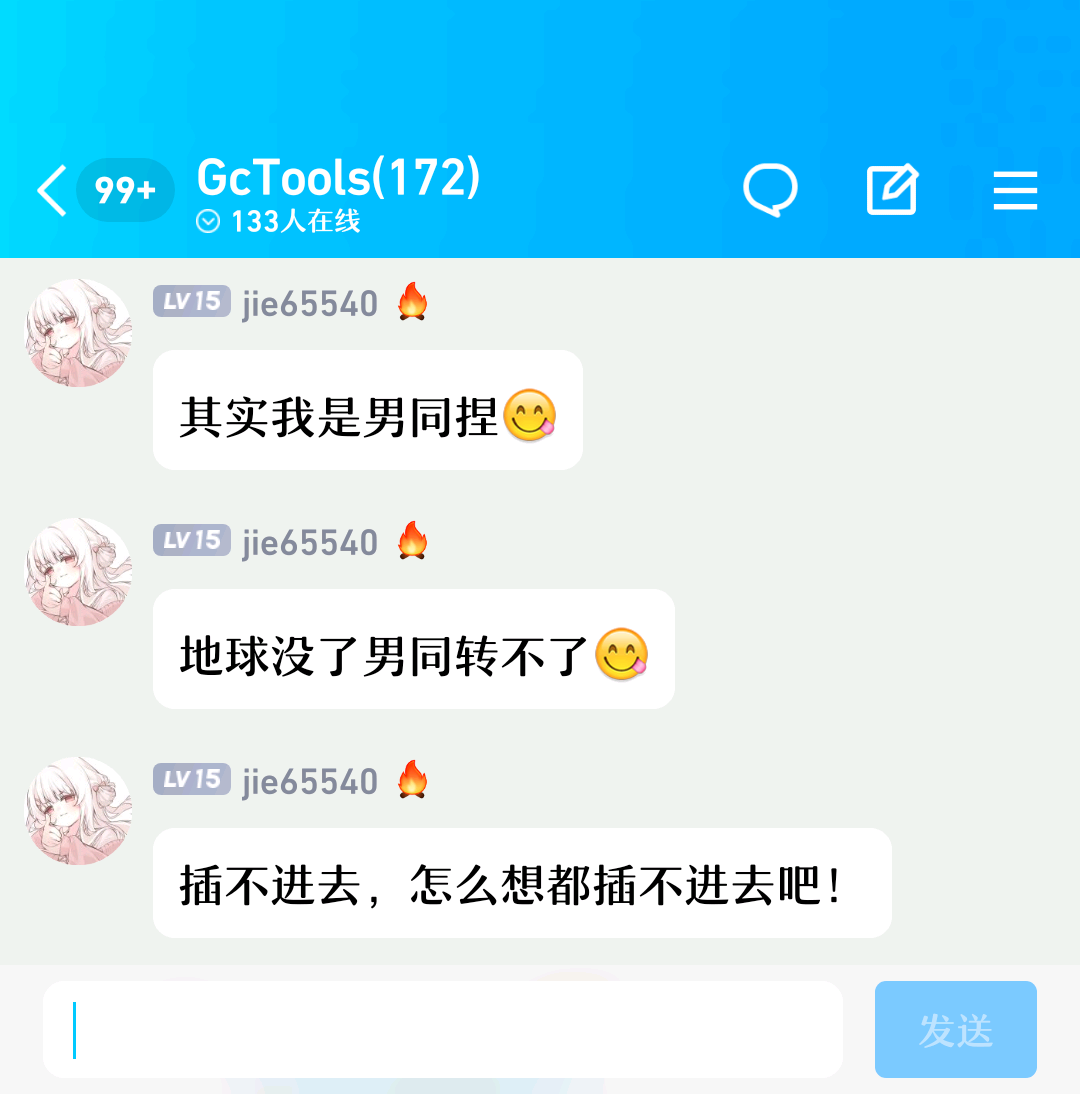 99+
GcTools(172)
133人在线
LV15 jie65540 🔥
其实我是男同捏😋
LV15 jie65540 🔥
地球没了男同转不了😋
LV15 jie65540 🔥
插不进去，怎么想都插不进去吧！
发送